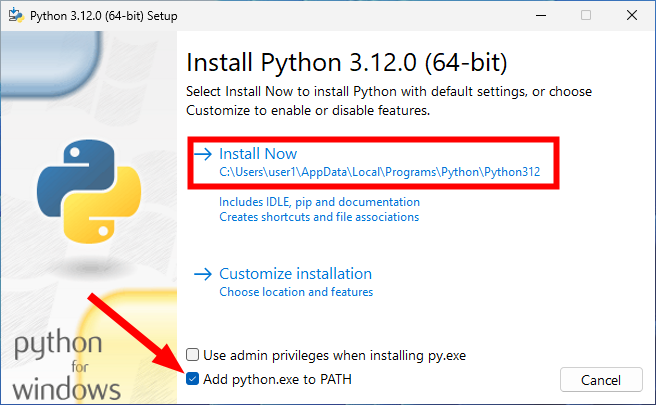 Python 3.12.0 (64-bit) Setup
Install Python 3.12.0 (64-bit)
Select Install Now to install Python with default settings, or choose
Customize to enable or disable features.
Install Now
C:\Users\user1\AppData\Local\Programs\Python\Python312
Includes IDLE, pip and documentation
Creates shortcuts and file associations
Customize installation
Choose location and features
python
for
windows
Use admin privileges when installing py.exe
Add python.exe to PATH
Cancel